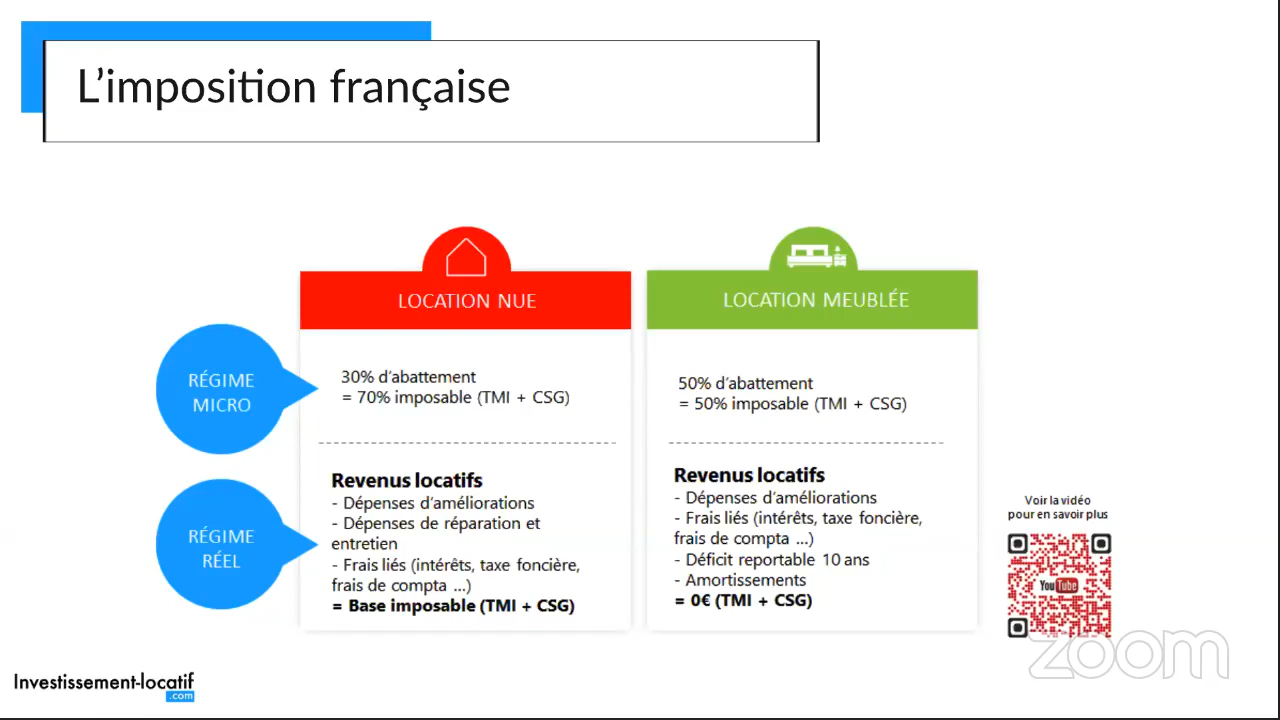 L’imposition française
LOCATION NUE
LOCATION MEUBLÉE
RÉGIME
MICRO
30% d’abattement
= 70% imposable (TMI + CSG)
50% d’abattement
= 50% imposable (TMI + CSG)
RÉGIME
RÉEL
Revenus locatifs
- Dépenses d’améliorations
- Dépenses de réparation et
entretien
- Frais liés (intérêts, taxe foncière,
frais de compta ...)
= Base imposable (TMI + CSG)
Revenus locatifs
- Dépenses d’améliorations
- Frais liés (intérêts, taxe foncière,
frais de compta ...)
- Déficit reportable 10 ans
- Amortissements
= 0€ (TMI + CSG)
Voir la vidéo
pour en savoir plus
YouTube
zoom
Investissement-locatif
.com